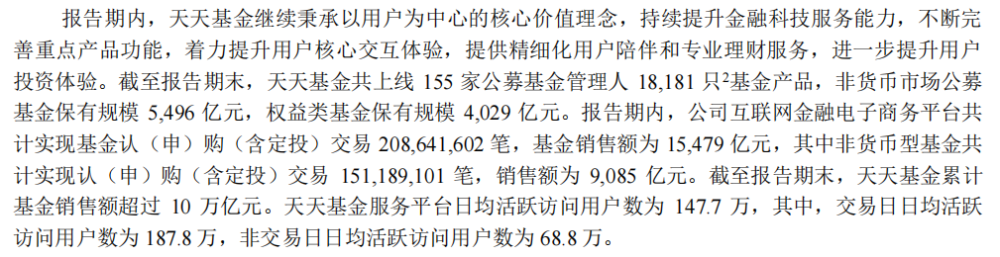 报告期内，天天基金继续秉承以用户为中心的核心价值理念，持续提升金融科技服务能力，不断完
善重点产品功能，着力提升用户核心交互体验，提供精细化用户陪伴和专业理财服务，进一步提升用户
投资体验。截至报告期末，天天基金共上线 155 家公募基金管理人 18,181 只²基金产品，非货币市场公募
基金保有规模 5,496 亿元，权益类基金保有规模 4,029 亿元。报告期内，公司互联网金融电子商务平台共
计实现基金认（申）购（含定投）交易 208,641,602 笔，基金销售额为 15,479 亿元，其中非货币型基金共
计实现认（申）购（含定投）交易 151,189,101 笔，销售额为 9,085 亿元。截至报告期末，天天基金累计
基金销售额超过 10 万亿元。天天基金服务平台日均活跃访问用户数为 147.7 万，其中，交易日日均活跃
访问用户数为 187.8 万，非交易日日均活跃访问用户数为 68.8 万。